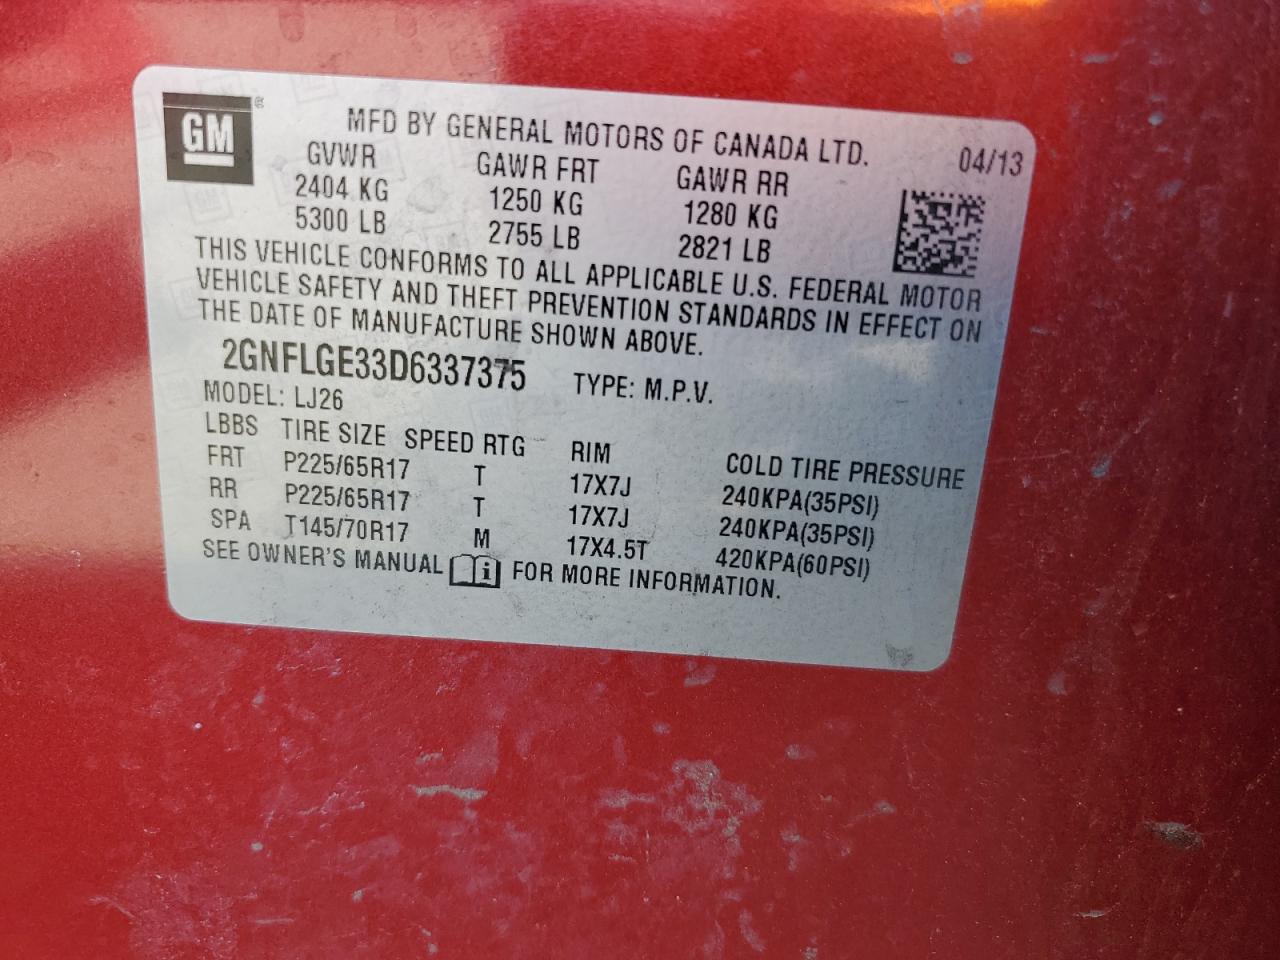 GM ®
MFD BY GENERAL MOTORS OF CANADA LTD.
04/13
GVWR GAWR FRT GAWR RR
2404 KG 1250 KG 1280 KG
5300 LB 2755 LB 2821 LB
THIS VEHICLE CONFORMS TO ALL APPLICABLE U.S. FEDERAL MOTOR
VEHICLE SAFETY AND THEFT PREVENTION STANDARDS IN EFFECT ON
THE DATE OF MANUFACTURE SHOWN ABOVE.
2GNFLGE33D6337375 TYPE: M.P.V.
MODEL: LJ26
LBBS TIRE SIZE SPEED RTG RIM COLD TIRE PRESSURE
FRT P225/65R17 T 17X7J 240KPA(35PSI)
RR P225/65R17 T 17X7J 240KPA(35PSI)
SPA T145/70R17 M 17X4.5T 420KPA(60PSI)
SEE OWNER'S MANUAL i FOR MORE INFORMATION.